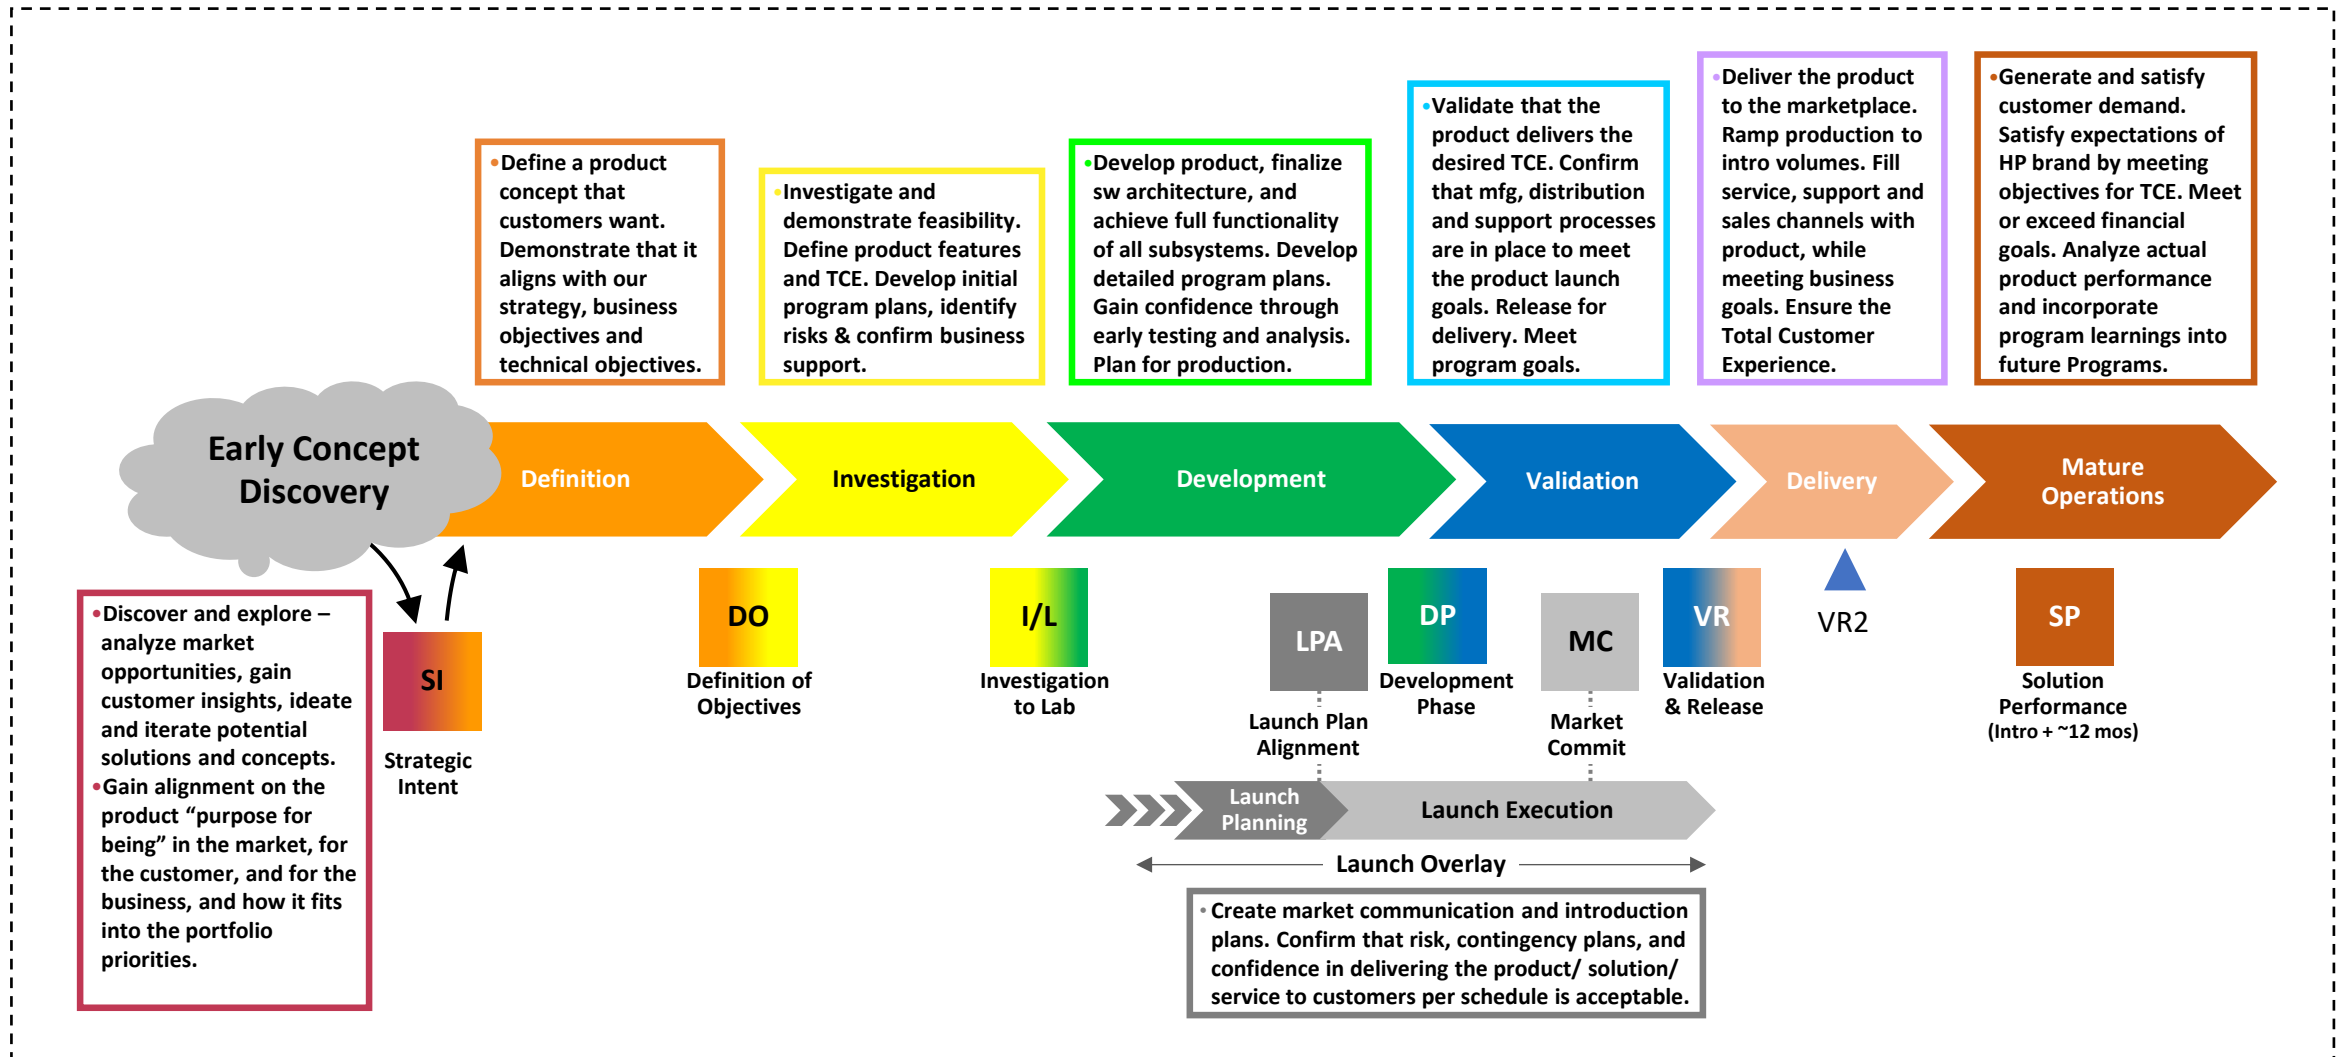 •Define a product
concept that
customers want.
Demonstrate that it
aligns with our
strategy, business
objectives and
technical objectives.
•Investigate and
demonstrate feasibility.
Define product features
and TCE. Develop initial
program plans, identify
risks & confirm business
support.
•Develop product, finalize
sw architecture, and
achieve full functionality
of all subsystems. Develop
detailed program plans.
Gain confidence through
early testing and analysis.
Plan for production.
•Validate that the
product delivers the
desired TCE. Confirm
that mfg, distribution
and support processes
are in place to meet
the product launch
goals. Release for
delivery. Meet
program goals.
•Deliver the product
to the marketplace.
Ramp production to
intro volumes. Fill
service, support and
sales channels with
product, while
meeting business
goals. Ensure the
Total Customer
Experience.
•Generate and satisfy
customer demand.
Satisfy expectations of
HP brand by meeting
objectives for TCE. Meet
or exceed financial
goals. Analyze actual
product performance
and incorporate
program learnings into
future Programs.
Early Concept
Discovery
Definition
Investigation
Development
Validation
Delivery
Mature
Operations
•Discover and explore –
analyze market
opportunities, gain
customer insights, ideate
and iterate potential
solutions and concepts.
•Gain alignment on the
product “purpose for
being” in the market, for
the customer, and for the
business, and how it fits
into the portfolio
priorities.
SI
Strategic
Intent
DO
Definition of
Objectives
I/L
Investigation
to Lab
LPA
Launch Plan
Alignment
DP
Development
Phase
MC
Market
Commit
VR
Validation
& Release
VR2
SP
Solution
Performance
(Intro + ~12 mos)
Launch
Planning
Launch Execution
Launch Overlay
• Create market communication and introduction
plans. Confirm that risk, contingency plans, and
confidence in delivering the product/ solution/
service to customers per schedule is acceptable.